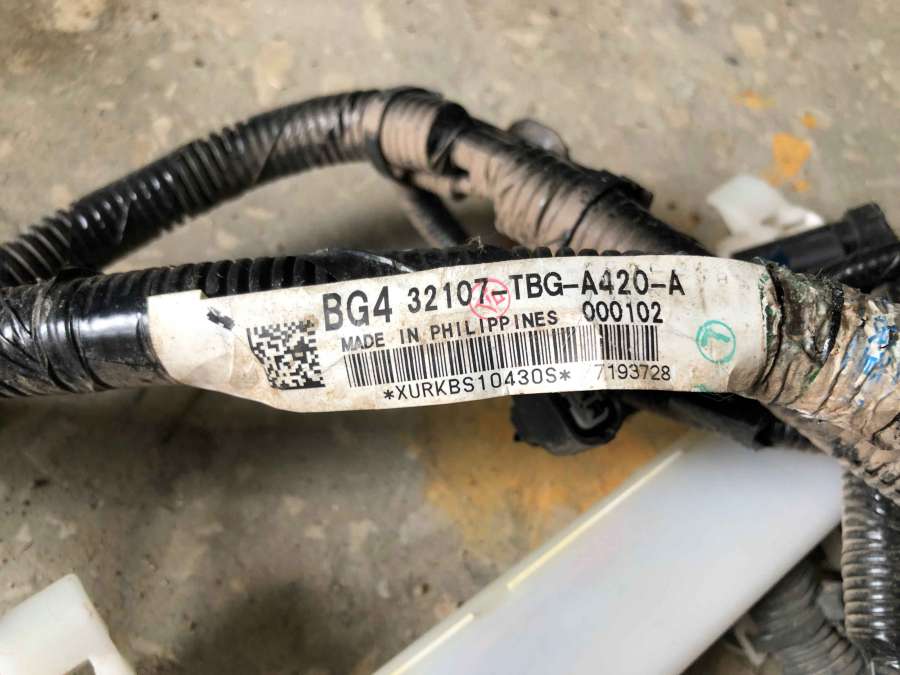 BG4 32107-TBG-A420-A
MADE IN PHILIPPINES 000102
*XURKBS10430S* 7193728